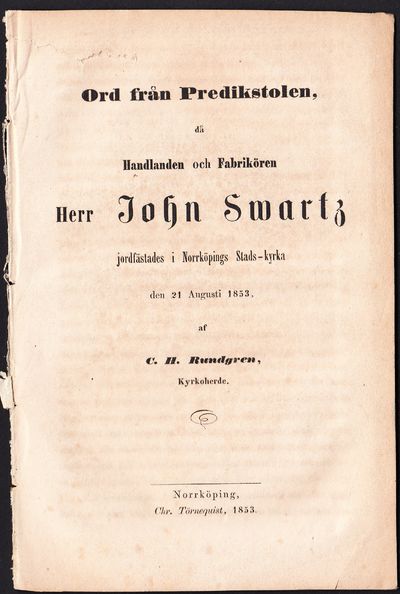 Ord från Predikstolen,
då
Handlanden och Fabrikören
Herr John Swartz
jordfästades i Norrköpings Stads-kyrka
den 21 Augusti 1853,
af
C. H. Rundgren,
Kyrkoherde.
Norrköping,
Chr. Törnequist, 1853.